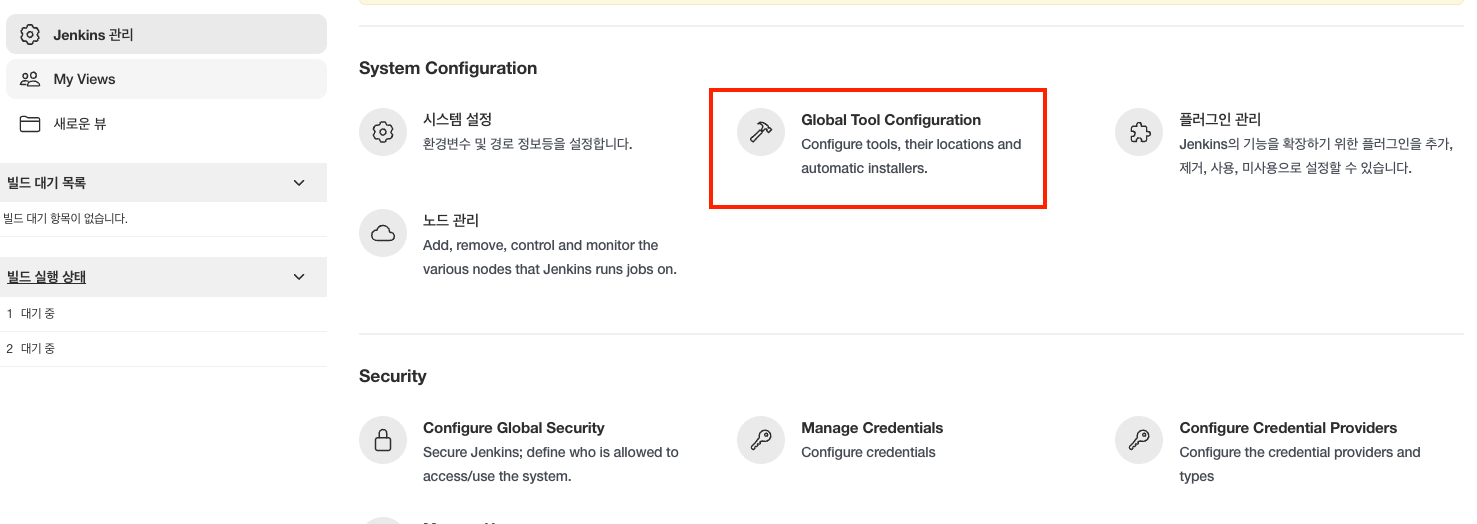 Jenkins 관리
My Views
새로운 뷰
빌드 대기 목록
빌드 대기 항목이 없습니다.
빌드 실행 상태
1 대기 중
2 대기 중
System Configuration
시스템 설정
환경변수 및 경로 정보등을 설정합니다.
Global Tool Configuration
Configure tools, their locations and
automatic installers.
플러그인 관리
Jenkins의 기능을 확장하기 위한 플러그인을 추가,
제거, 사용, 미사용으로 설정할 수 있습니다.
노드 관리
Add, remove, control and monitor the
various nodes that Jenkins runs jobs on.
Security
Configure Global Security
Secure Jenkins; define who is allowed to
access/use the system.
Manage Credentials
Configure credentials
Configure Credential Providers
Configure the credential providers and
types